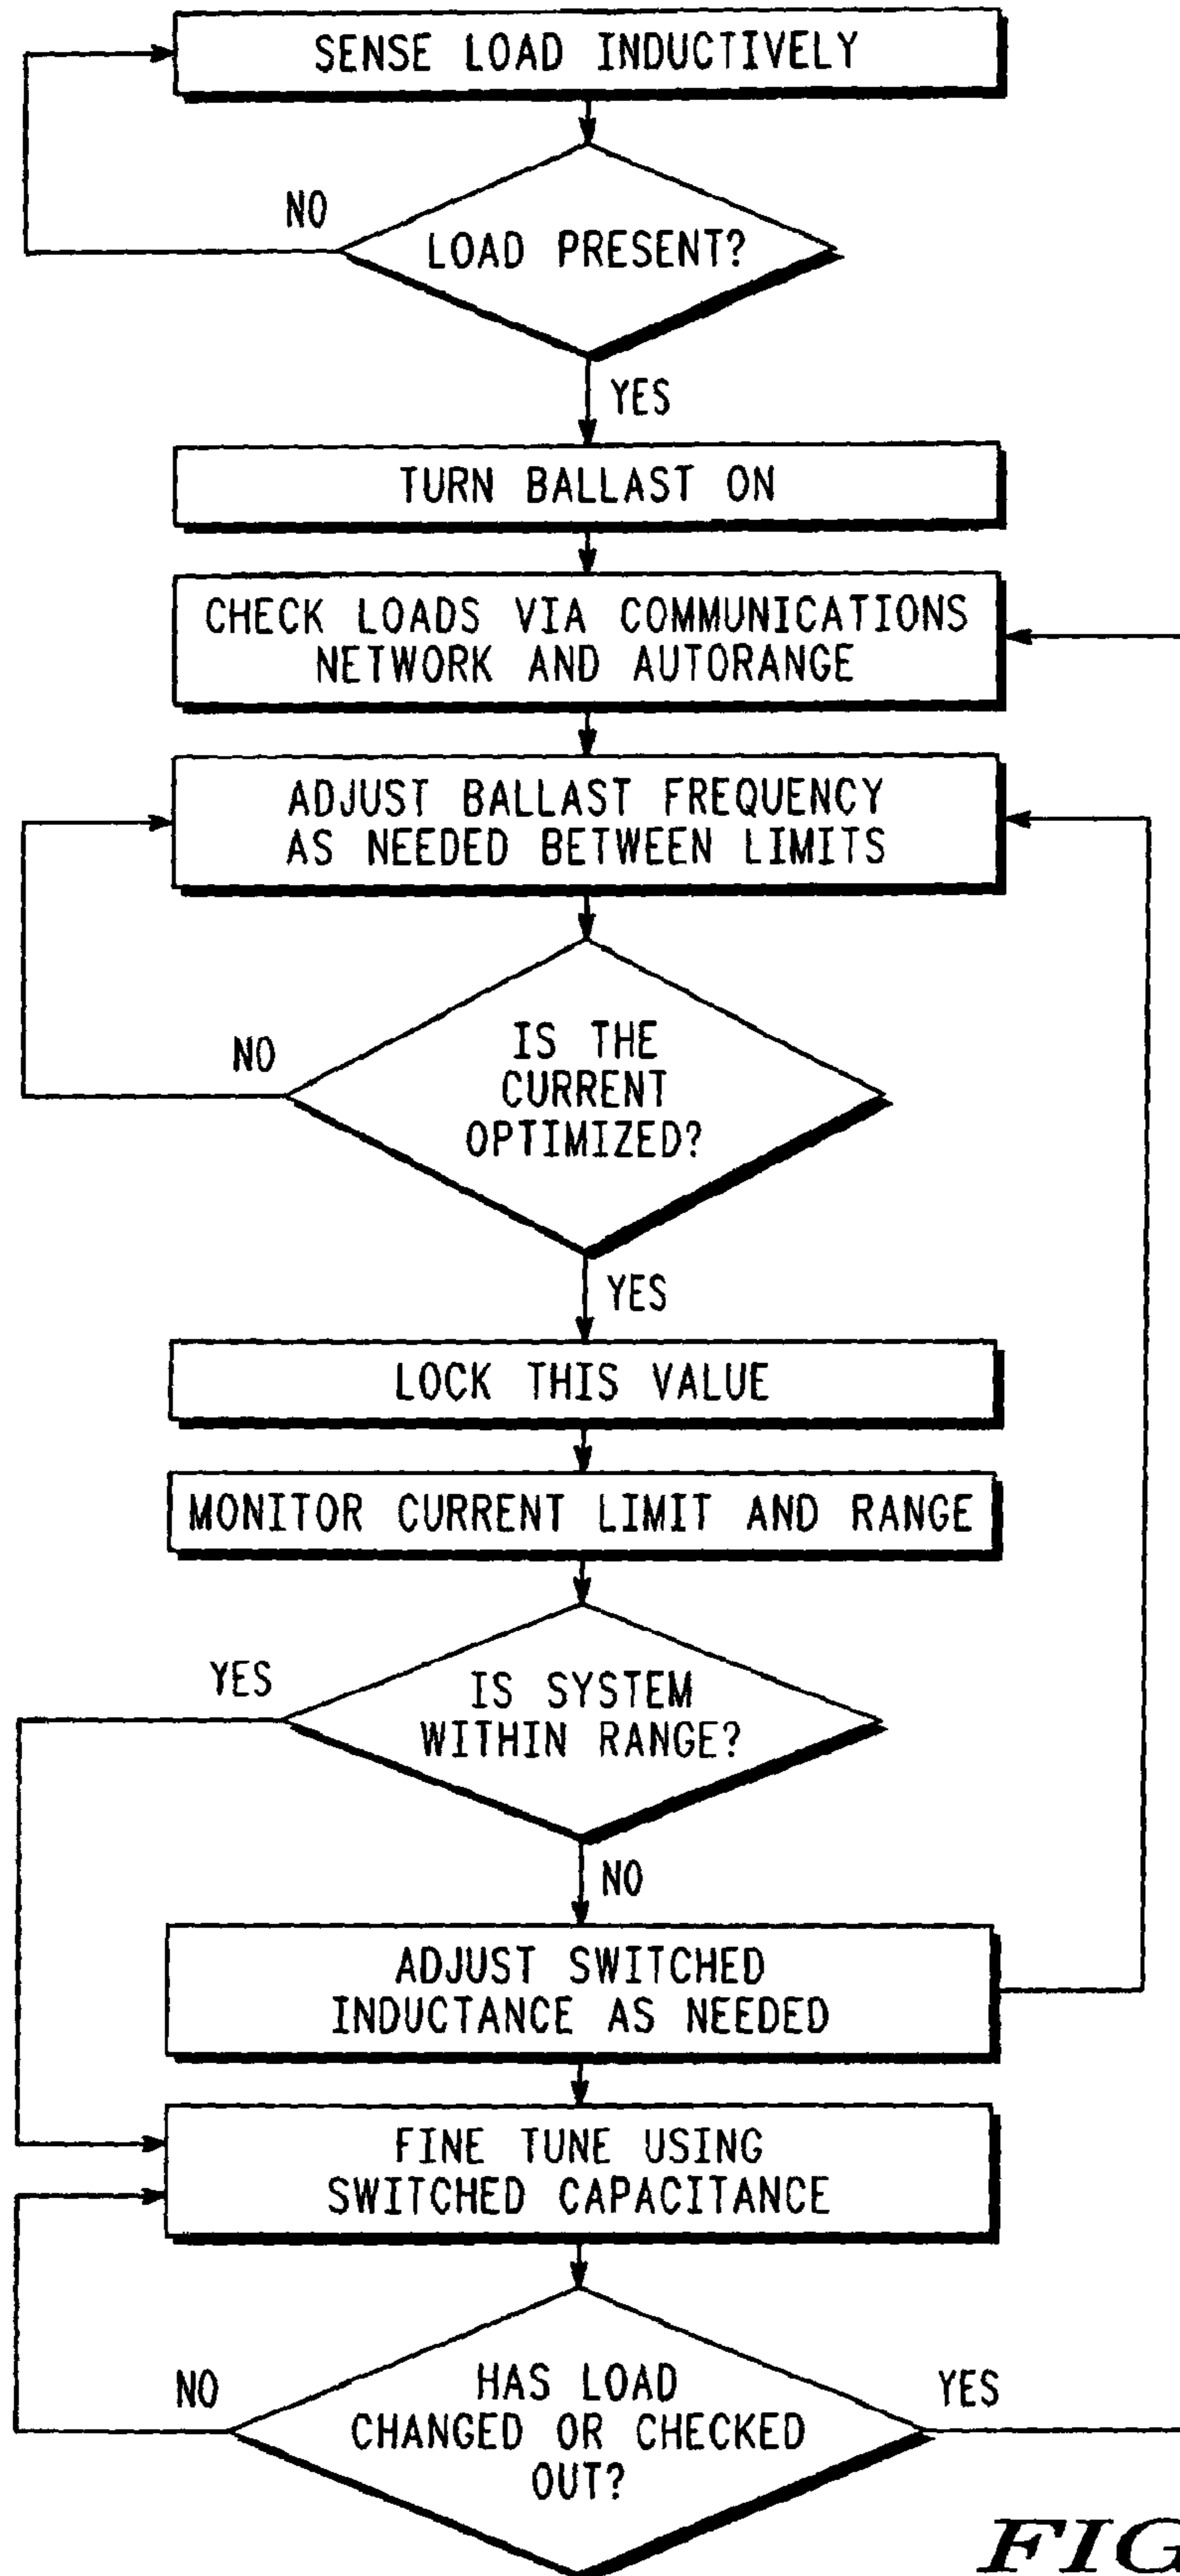 SENSE LOAD INDUCTIVELY
NO
LOAD PRESENT?
YES
TURN BALLAST ON
CHECK LOADS VIA COMMUNICATIONS
NETWORK AND AUTORANGE
ADJUST BALLAST FREQUENCY
AS NEEDED BETWEEN LIMITS
NO
IS THE
CURRENT
OPTIMIZED?
YES
LOCK THIS VALUE
MONITOR CURRENT LIMIT AND RANGE
YES
IS SYSTEM
WITHIN RANGE?
NO
ADJUST SWITCHED
INDUCTANCE AS NEEDED
FINE TUNE USING
SWITCHED CAPACITANCE
NO
HAS LOAD
CHANGED OR CHECKED
OUT?
YES
FIG